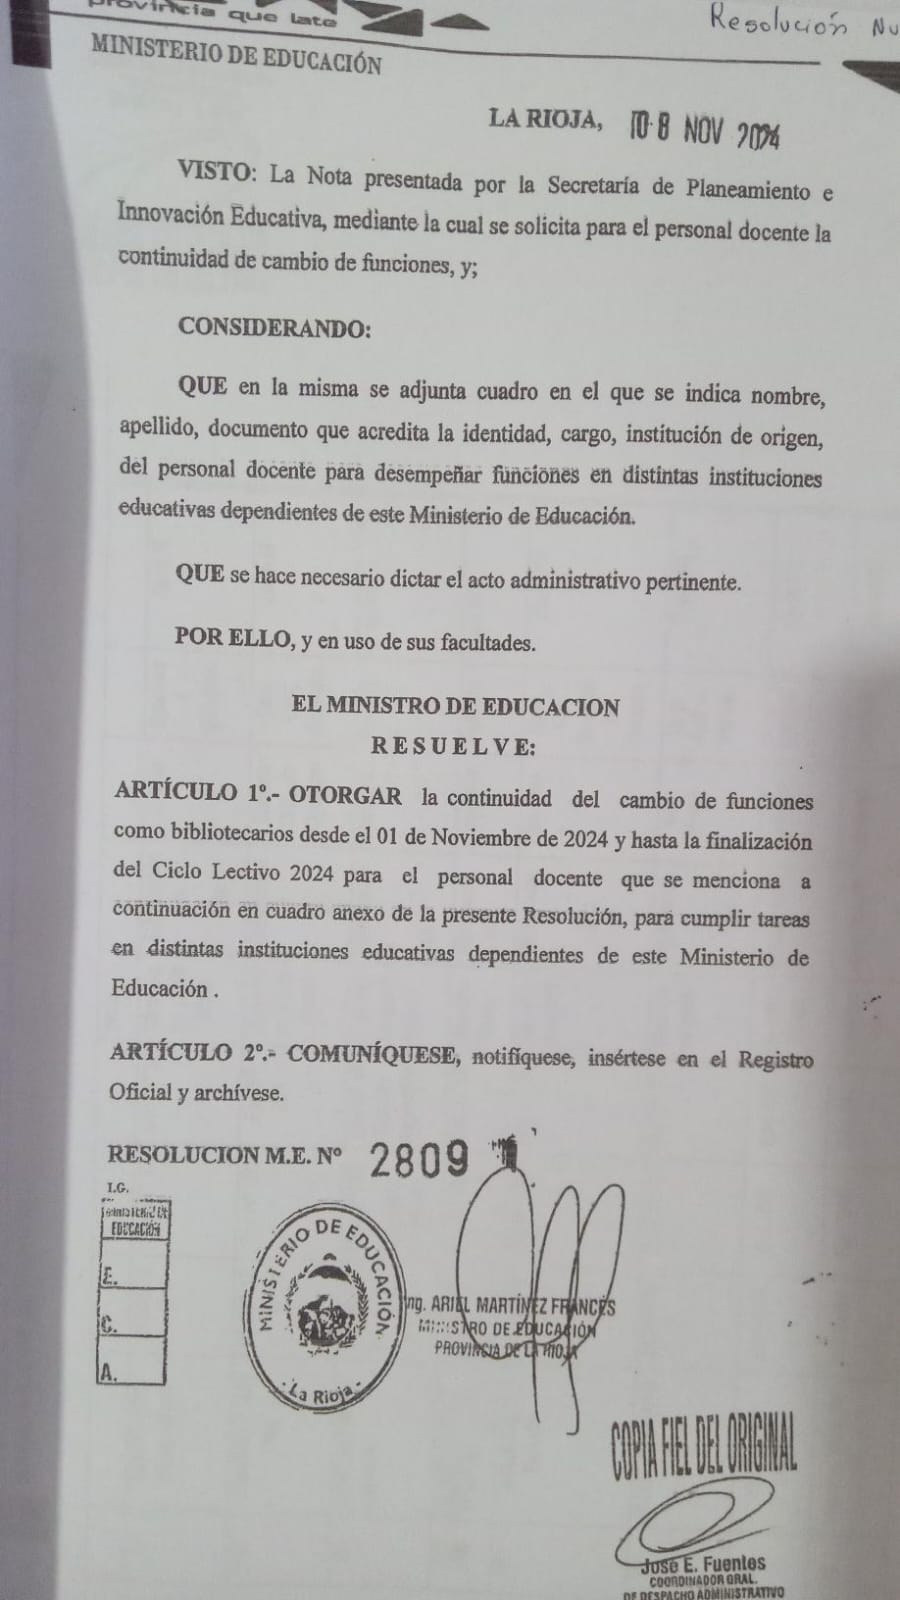 provincia que late
Resolución Nu
MINISTERIO DE EDUCACIÓN
LA RIOJA, 08 NOV 2024
VISTO: La Nota presentada por la Secretaría de Planeamiento e
Innovación Educativa, mediante la cual se solicita para el personal docente la
continuidad de cambio de funciones, y;
CONSIDERANDO:
QUE en la misma se adjunta cuadro en el que se indica nombre,
apellido, documento que acredita la identidad, cargo, institución de origen,
del personal docente para desempeñar funciones en distintas instituciones
educativas dependientes de este Ministerio de Educación.
QUE se hace necesario dictar el acto administrativo pertinente.
POR ELLO, y en uso de sus facultades.
EL MINISTRO DE EDUCACION
R E S U E L V E:
ARTÍCULO 1º.- OTORGAR la continuidad del cambio de funciones
como bibliotecarios desde el 01 de Noviembre de 2024 y hasta la finalización
del Ciclo Lectivo 2024 para el personal docente que se menciona a
continuación en cuadro anexo de la presente Resolución, para cumplir tareas
en distintas instituciones educativas dependientes de este Ministerio de
Educación .
ARTÍCULO 2º.- COMUNÍQUESE, notifíquese, insértese en el Registro
Oficial y archívese.
RESOLUCION M.E. Nº 2809
I.G.
MINISTERIO DE
EDUCACIÓN
E.
C.
A.
MINISTERIO DE EDUCACIÓN
- La Rioja -
Ing. ARIEL MARTÍNEZ FRANCÉS
MINISTRO DE EDUCACIÓN
PROVINCIA DE LA RIOJA
COPIA FIEL DEL ORIGINAL
José E. Fuentes
COORDINADOR GRAL.
DE DESPACHO ADMINISTRATIVO